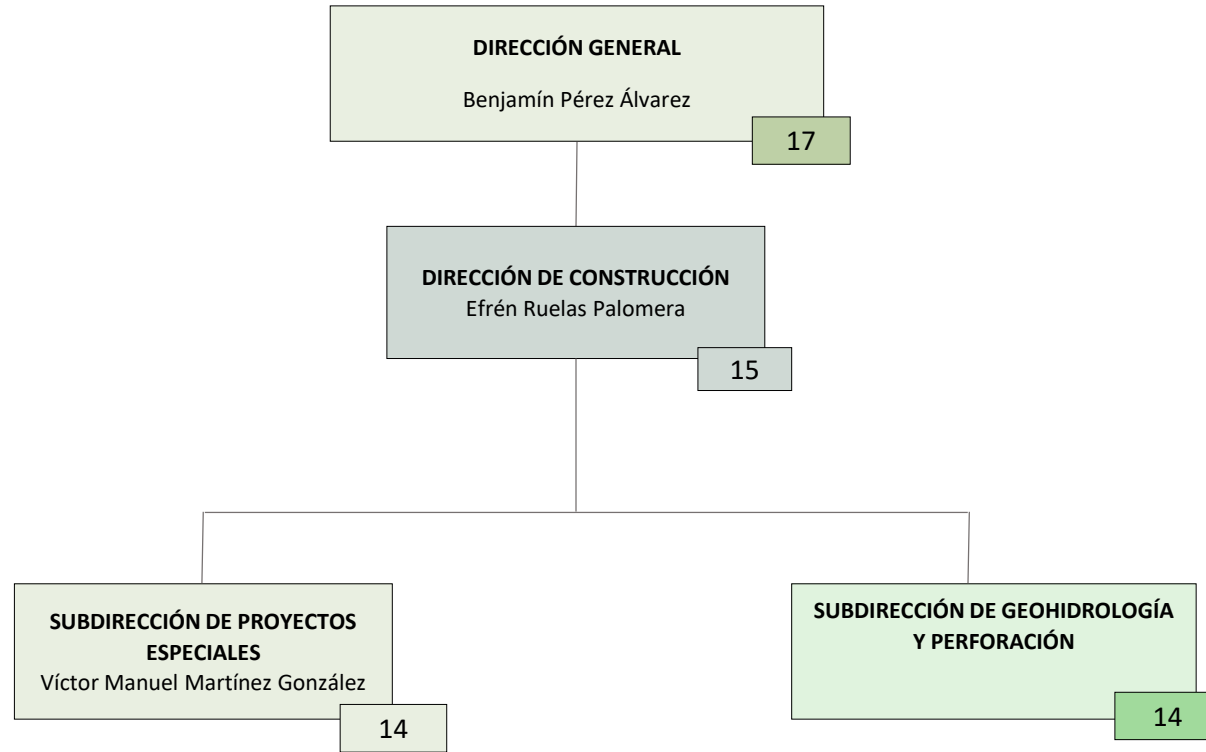 DIRECCIÓN GENERAL
Benjamín Pérez Álvarez
17
DIRECCIÓN DE CONSTRUCCIÓN
Efrén Ruelas Palomera
15
SUBDIRECCIÓN DE PROYECTOS
ESPECIALES
Víctor Manuel Martínez González
14
SUBDIRECCIÓN DE GEOHIDROLOGÍA
Y PERFORACIÓN
14